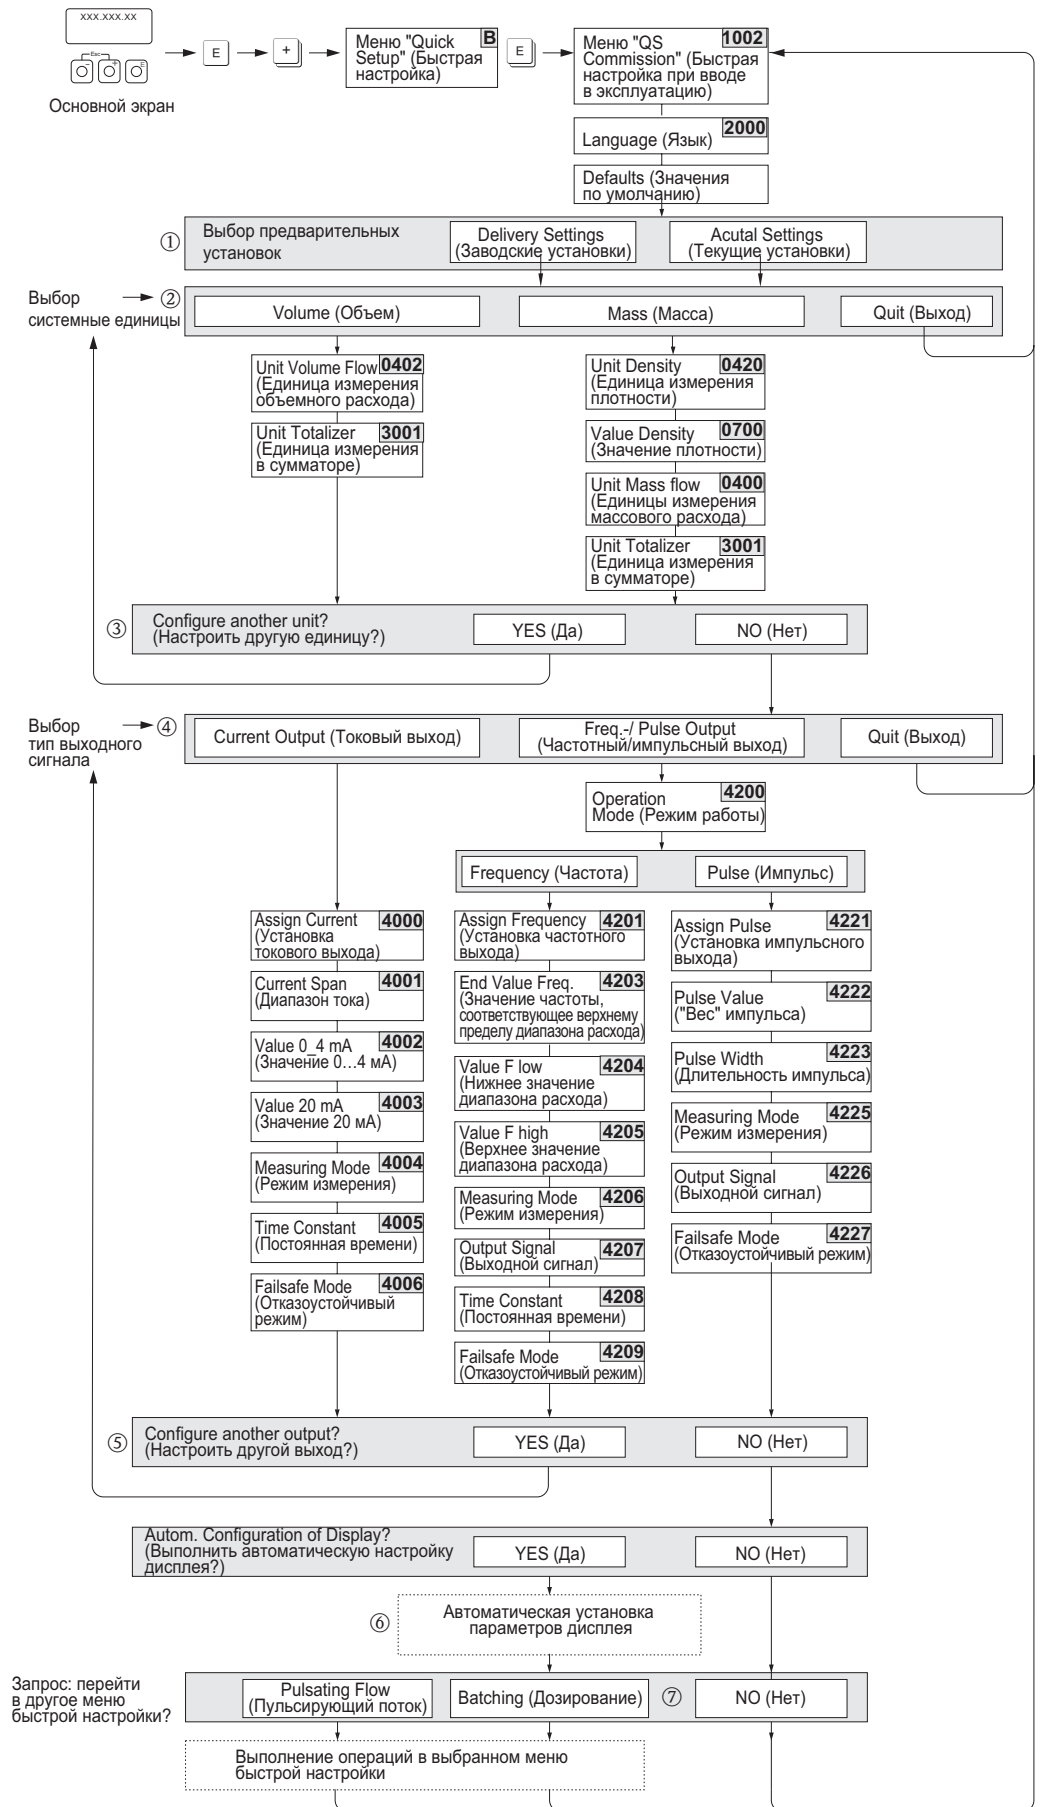 XXX.XXX.XX
Esc
- + E
Основной экран
E
+
Меню "Quick
Setup" (Быстрая
настройка)
B
E
Меню "QS
Commission" (Быстрая
настройка при вводе
в эксплуатацию)
1002
Language (Язык)
2000
Defaults (Значения
по умолчанию)
①
Выбор предварительных
установок
Delivery Settings
(Заводские установки)
Acutal Settings
(Текущие установки)
Выбор
системные единицы
②
Volume (Объем)
Mass (Масса)
Quit (Выход)
Unit Volume Flow
0402
(Единица измерения
объемного расхода)
Unit Totalizer
3001
(Единица измерения
в сумматоре)
Unit Density
0420
(Единица измерения
плотности)
Value Density
0700
(Значение плотности)
Unit Mass flow
0400
(Единицы измерения
массового расхода)
Unit Totalizer
3001
(Единица измерения
в сумматоре)
③
Configure another unit?
(Настроить другую единицу?)
YES (Да)
NO (Нет)
Выбор
тип выходного
сигнала
④
Current Output (Токовый выход)
Freq.-/ Pulse Output
(Частотный/импульсный выход)
Quit (Выход)
Operation
4200
Mode (Режим работы)
Frequency (Частота)
Pulse (Импульс)
Assign Current
4000
(Установка
токового выхода)
Current Span
4001
(Диапазон тока)
Value 0_4 mA
4002
(Значение 0…4 мА)
Value 20 mA
4003
(Значение 20 мА)
Measuring Mode
4004
(Режим измерения)
Time Constant
4005
(Постоянная времени)
Failsafe Mode
4006
(Отказоустойчивый
режим)
Assign Frequency
4201
(Установка частотного
выхода)
End Value Freq.
4203
(Значение частоты,
соответствующее верхнему
пределу диапазона расхода)
Value F low
4204
(Нижнее значение
диапазона расхода)
Value F high
4205
(Верхнее значение
диапазона расхода)
Measuring Mode
4206
(Режим измерения)
Output Signal
4207
(Выходной сигнал)
Time Constant
4208
(Постоянная времени)
Failsafe Mode
4209
(Отказоустойчивый режим)
Assign Pulse
4221
(Установка импульсного
выхода)
Pulse Value
4222
("Вес" импульса)
Pulse Width
4223
(Длительность импульса)
Measuring Mode
4225
(Режим измерения)
Output Signal
4226
(Выходной сигнал)
Failsafe Mode
4227
(Отказоустойчивый режим)
⑤
Configure another output?
(Настроить другой выход?)
YES (Да)
NO (Нет)
Autom. Configuration of Display?
(Выполнить автоматическую настройку
дисплея?)
YES (Да)
NO (Нет)
⑥
Автоматическая установка
параметров дисплея
Запрос: перейти
в другое меню
быстрой настройки?
Pulsating Flow
(Пульсирующий поток)
Batching (Дозирование)
⑦
NO (Нет)
Выполнение операций в выбранном меню
быстрой настройки